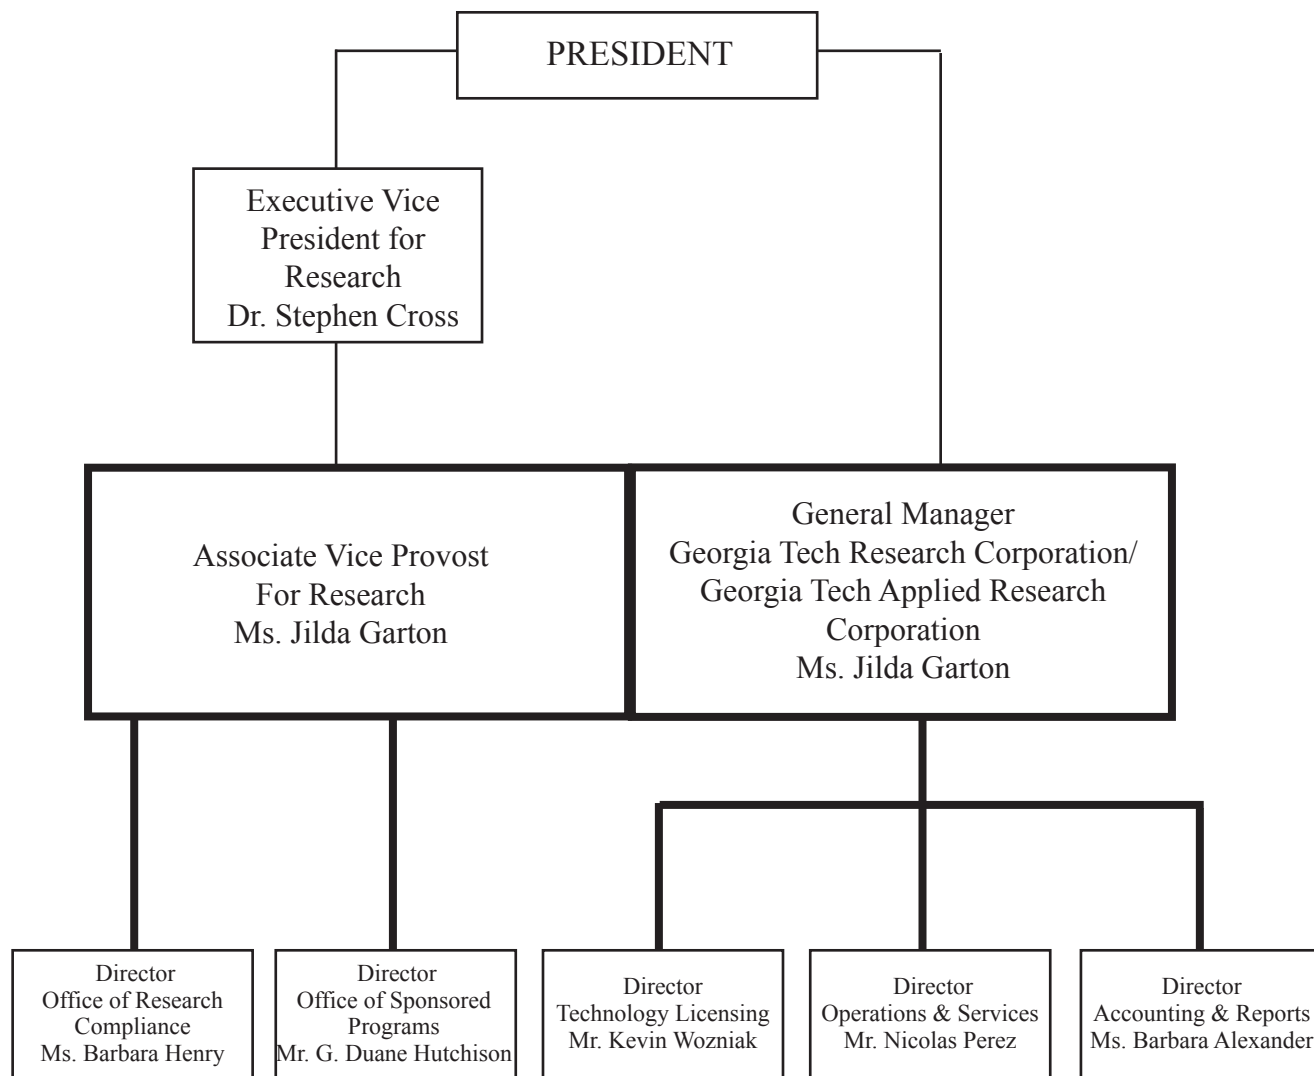 PRESIDENT
Executive Vice
President for
Research
Dr. Stephen Cross
Associate Vice Provost
For Research
Ms. Jilda Garton
General Manager
Georgia Tech Research Corporation/
Georgia Tech Applied Research
Corporation
Ms. Jilda Garton
Director
Office of Research
Compliance
Ms. Barbara Henry
Director
Office of Sponsored
Programs
Mr. G. Duane Hutchison
Director
Technology Licensing
Mr. Kevin Wozniak
Director
Operations & Services
Mr. Nicolas Perez
Director
Accounting & Reports
Ms. Barbara Alexander